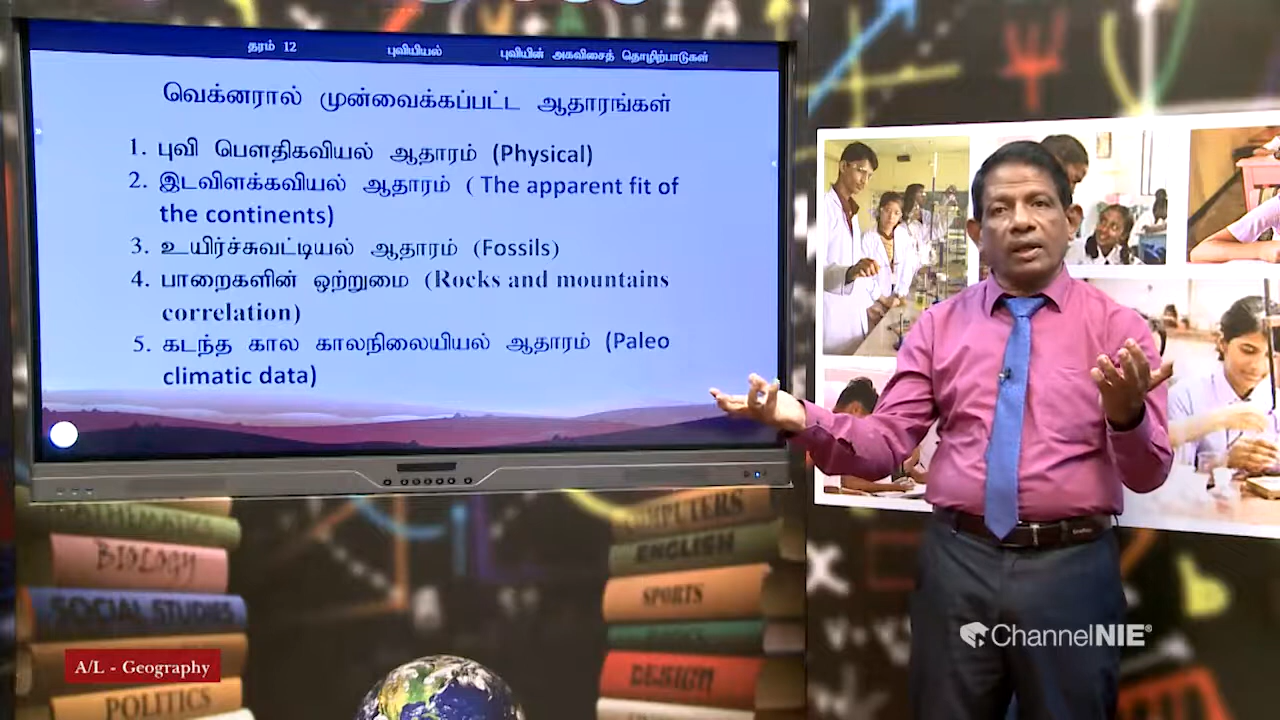 தரம் 12 புவியியல் புவியின் அகவிசைத் தொழிற்பாடுகள்
வெக்னரால் முன்வைக்கப்பட்ட ஆதாரங்கள்
1. புவி பௌதிகவியல் ஆதாரம் (Physical)
2. இடவிளக்கவியல் ஆதாரம் ( The apparent fit of
the continents)
3. உயிர்ச்சுவட்டியல் ஆதாரம் (Fossils)
4. பாறைகளின் ஒற்றுமை (Rocks and mountains
correlation)
5. கடந்த கால காலநிலையியல் ஆதாரம் (Paleo
climatic data)
MATHEMATICS
BIOLOGY
SOCIAL STUDIES
POLITICS
COMPUTERS
ENGLISH
SPORTS
DESIGN
A/L - Geography
ChannelNIE®